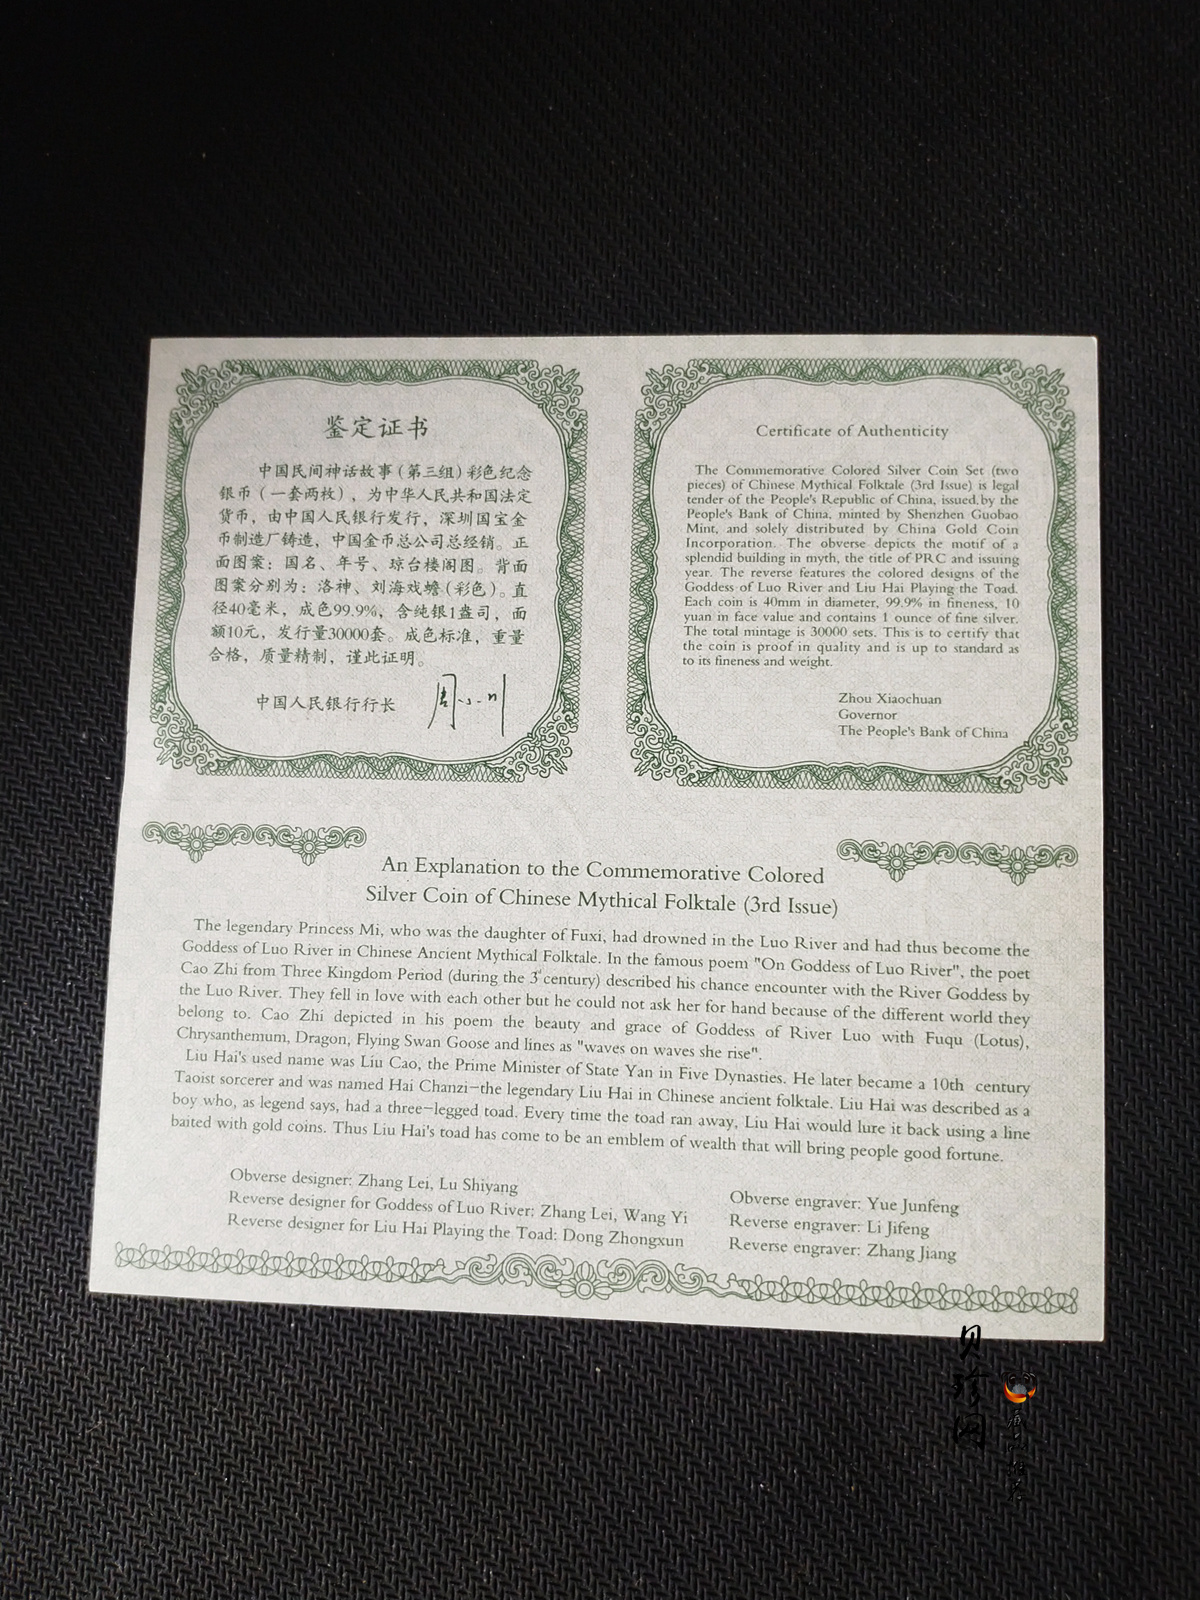 鉴定证书
中国民间神话故事(第三组)彩色纪念
银币(一套两枚),为中华人民共和国法定
货币,由中国人民银行发行,深圳国宝金
币制造厂铸造,中国金币总公司总经销。正
面图案:国名、年号、琼台楼阁图。背面
图案分别为:洛神、刘海戏蟾(彩色)。直
径40毫米,成色99.9%,含纯银1盎司,面
额10元,发行量30000套。成色标准,重量
合格,质量精制,谨此证明。
中国人民银行行长
Certificate of Authenticity
The Commemorative Colored Silver Coin Set (two
pieces) of Chinese Mythical Folktale (3rd Issue) is legal
tender of the People's Republic of China, issued by the
People's Bank of China, minted by Shenzhen Guobao
Mint, and solely distributed by China Gold Coin
Incorporation. The obverse depicts the motif of a
splendid building in myth, the title of PRC and issuing
year. The reverse features the colored designs of the
Goddess of Luo River and Liu Hai Playing the Toad.
Each coin is 40mm in diameter, 99.9% in fineness, 10
yuan in face value and contains 1 ounce of fine silver.
The total mintage is 30000 sets. This is to certify that
the coin is proof in quality and is up to standard as
to its fineness and weight.
Zhou Xiaochuan
Governor
The People's Bank of China
An Explanation to the Commemorative Colored
Silver Coin of Chinese Mythical Folktale (3rd Issue)
The legendary Princess Mi, who was the daughter of Fuxi, had drowned in the Luo River and had thus become the
Goddess of Luo River in Chinese Ancient Mythical Folktale. In the famous poem "On Goddess of Luo River", the poet
Cao Zhi from Three Kingdom Period (during the 3rd century) described his chance encounter with the River Goddess by
the Luo River. They fell in love with each other but he could not ask her for hand because of the different world they
belong to. Cao Zhi depicted in his poem the beauty and grace of Goddess of River Luo with Fuqu (Lotus),
Chrysanthemum, Dragon, Flying Swan Goose and lines as "waves on waves she rise".
Liu Hai's used name was Liu Cao, the Prime Minister of State Yan in Five Dynasties. He later became a 10th century
Taoist sorcerer and was named Hai Chanzi-the legendary Liu Hai in Chinese ancient folktale. Liu Hai was described as a
boy who, as legend says, had a three-legged toad. Every time the toad ran away, Liu Hai would lure it back using a line
baited with gold coins. Thus Liu Hai's toad has come to be an emblem of wealth that will bring people good fortune.
Obverse designer: Zhang Lei, Lu Shiyang
Reverse designer for Goddess of Luo River: Zhang Lei, Wang Yi
Reverse designer for Liu Hai Playing the Toad: Dong Zhongxun
Obverse engraver: Yue Junfeng
Reverse engraver: Li Jifeng
Reverse engraver: Zhang Jiang
贝珍网